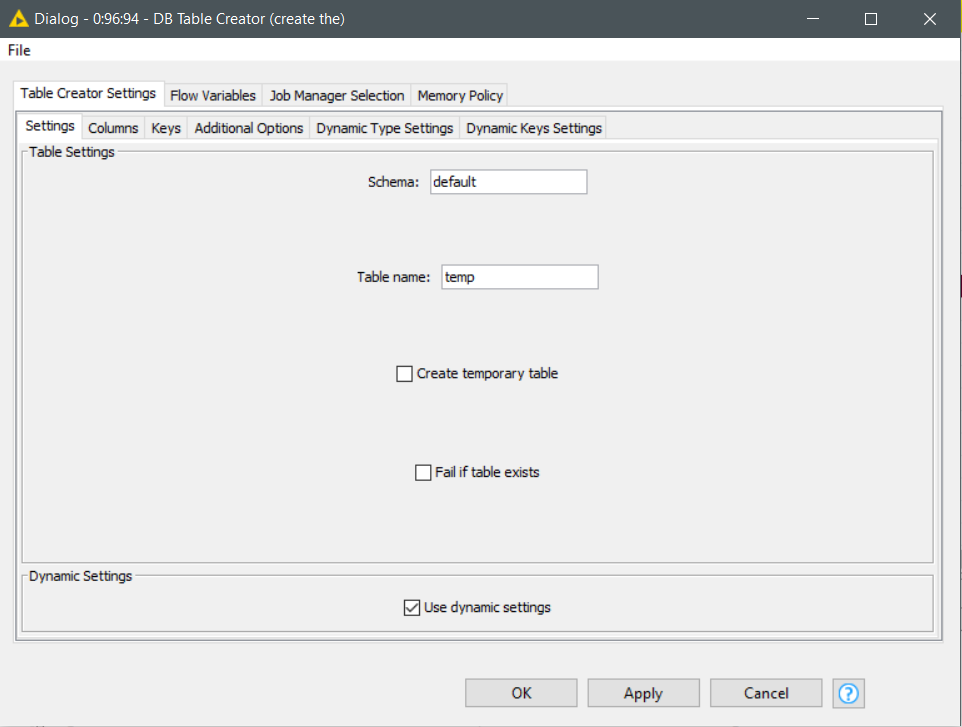 Dialog - 0:96:94 - DB Table Creator (create the)
File
Table Creator Settings Flow Variables Job Manager Selection Memory Policy
Settings Columns Keys Additional Options Dynamic Type Settings Dynamic Keys Settings
Table Settings
Schema: default
Table name: temp
Create temporary table
Fail if table exists
Dynamic Settings
Use dynamic settings
OK Apply Cancel ?